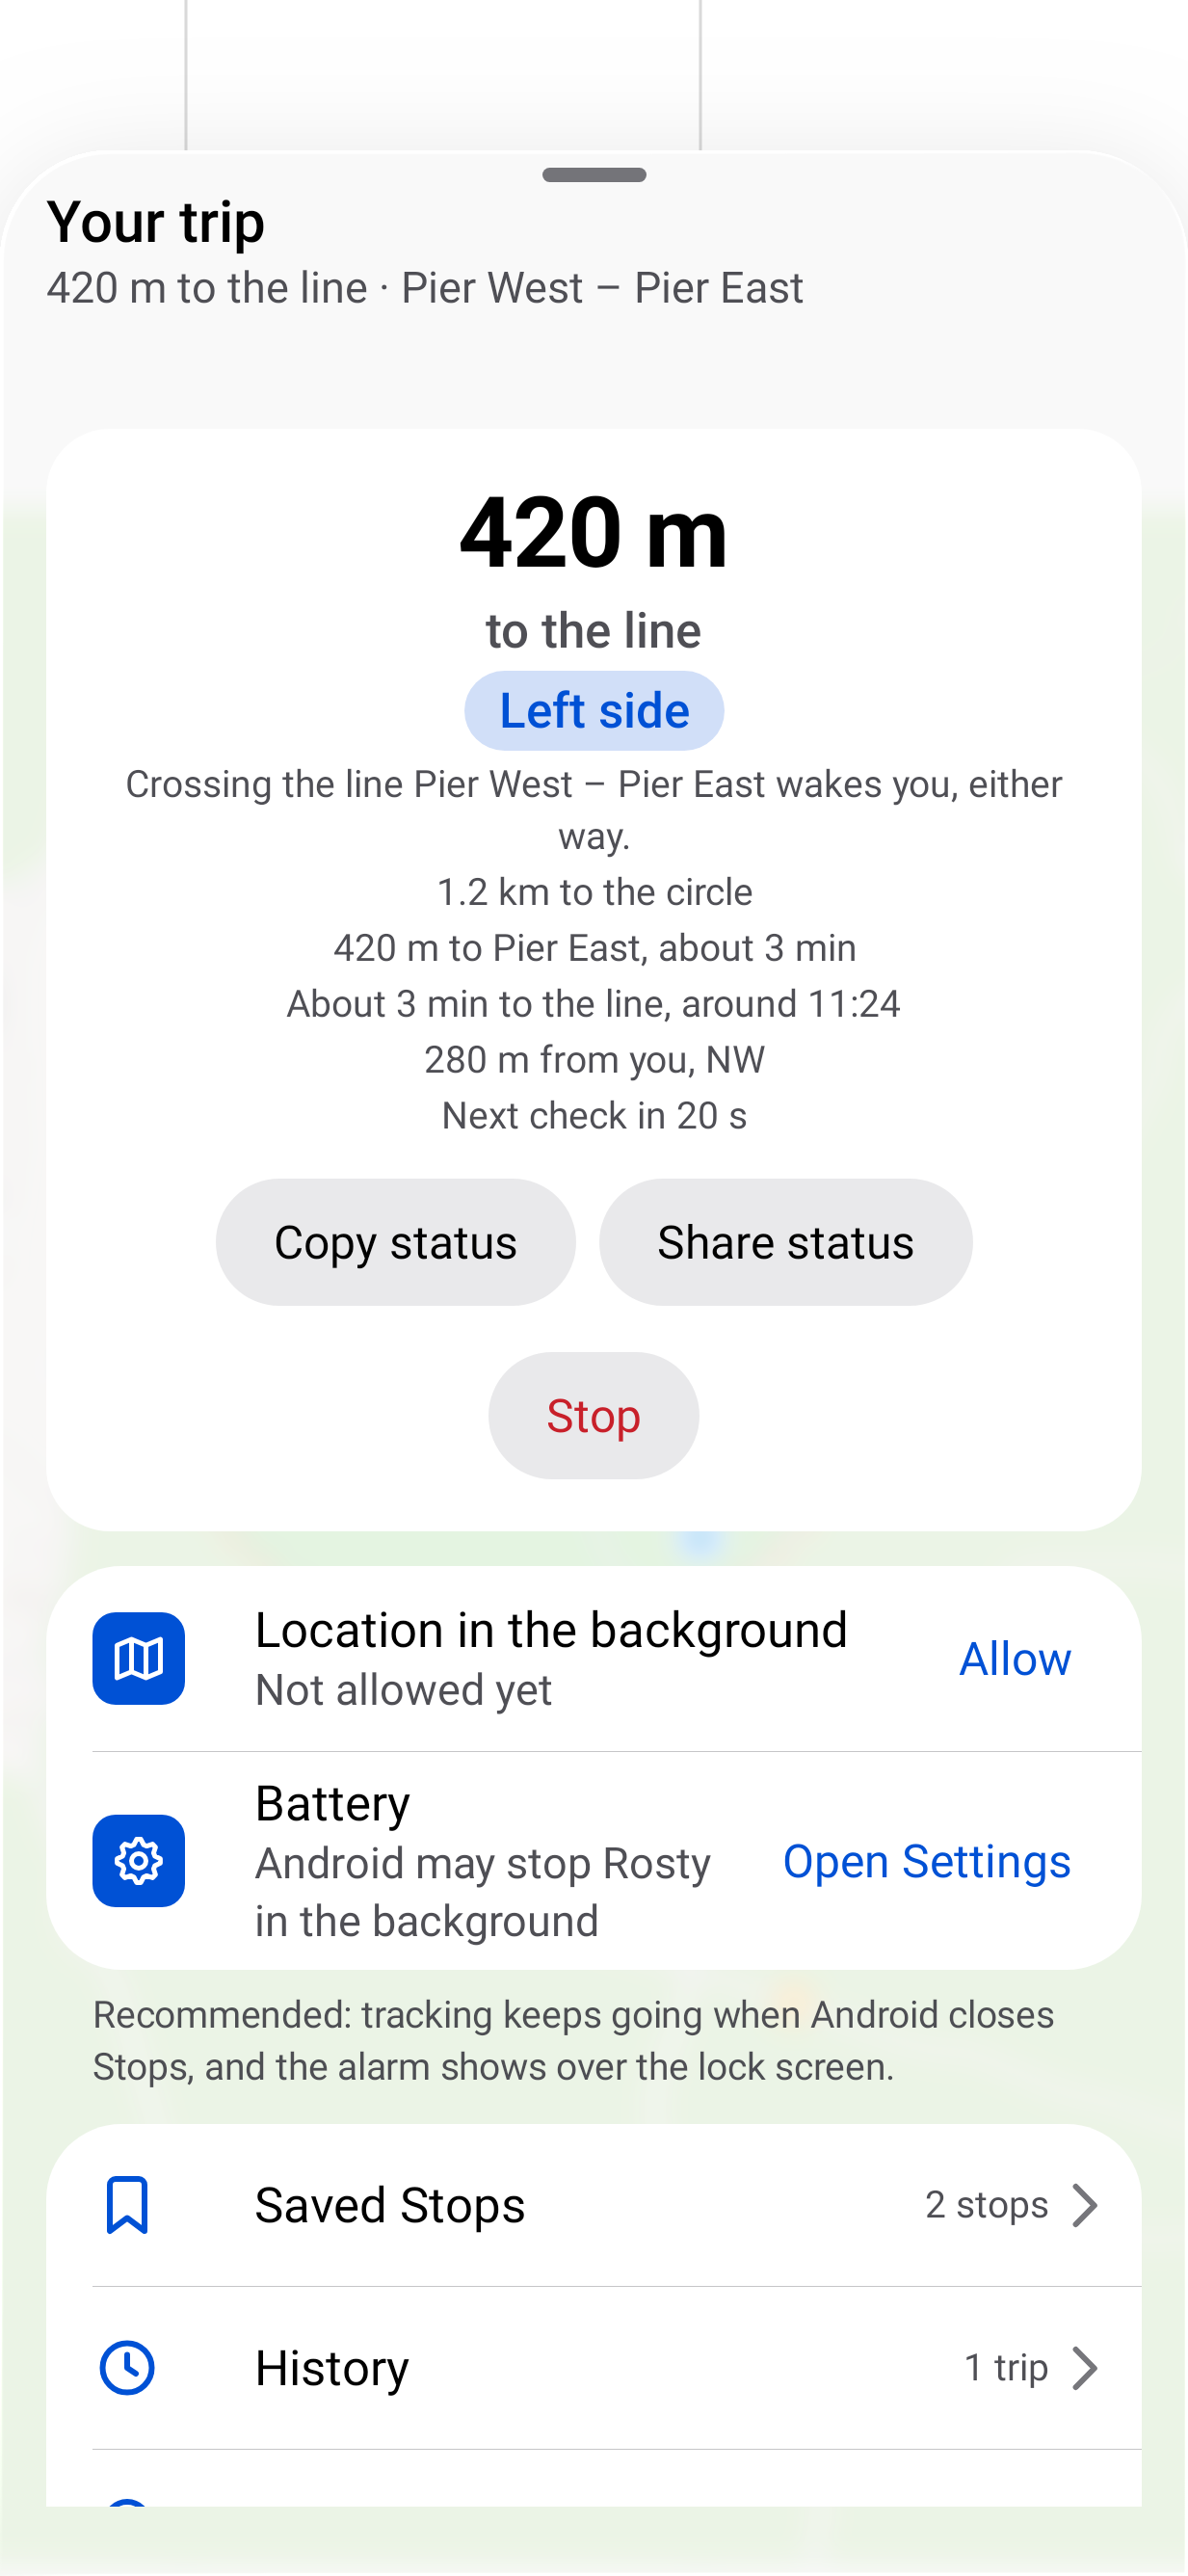 Your trip
420 m to the line · Pier West – Pier East
420 m
to the line
Left side
Crossing the line Pier West – Pier East wakes you, either
way.
1.2 km to the circle
420 m to Pier East, about 3 min
About 3 min to the line, around 11:24
280 m from you, NW
Next check in 20 s
Copy status
Share status
Stop
Location in the background
Not allowed yet
Allow
Battery
Android may stop Rosty
in the background
Open Settings
Recommended: tracking keeps going when Android closes
Stops, and the alarm shows over the lock screen.
Saved Stops
2 stops
History
1 trip